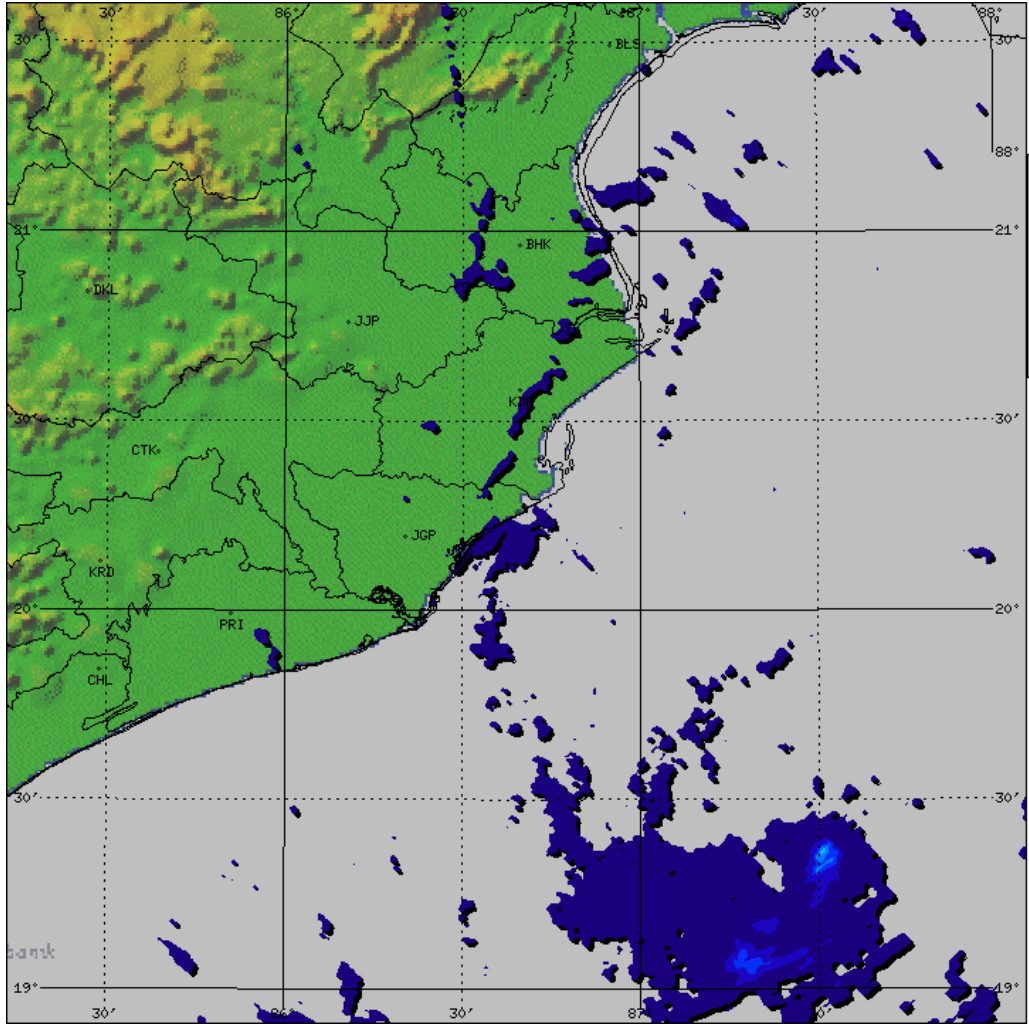 30' 86° 30' 87° 30' 88°
30' BLS 30'
88°
21° BHK 21°
DKL
JJP
30' 30'
CTK
JGP
KRD
20° 20°
PRI
CHL
30' 30'
19° 19°
30' 86° 30' 87° 30'